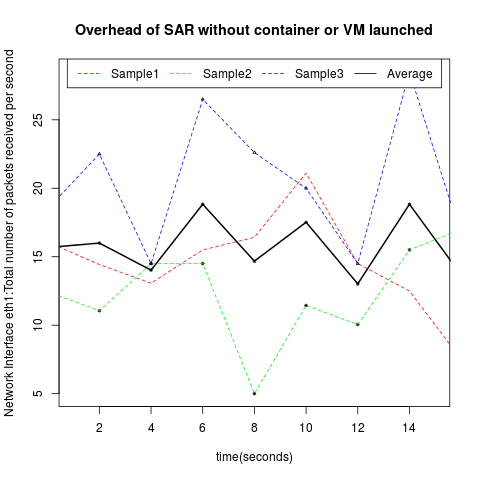 Overhead of SAR without container or VM launched
Sample1 Sample2 Sample3 Average
Network Interface eth1:Total number of packets received per second
25
20
15
10
5
2 4 6 8 10 12 14
time(seconds)